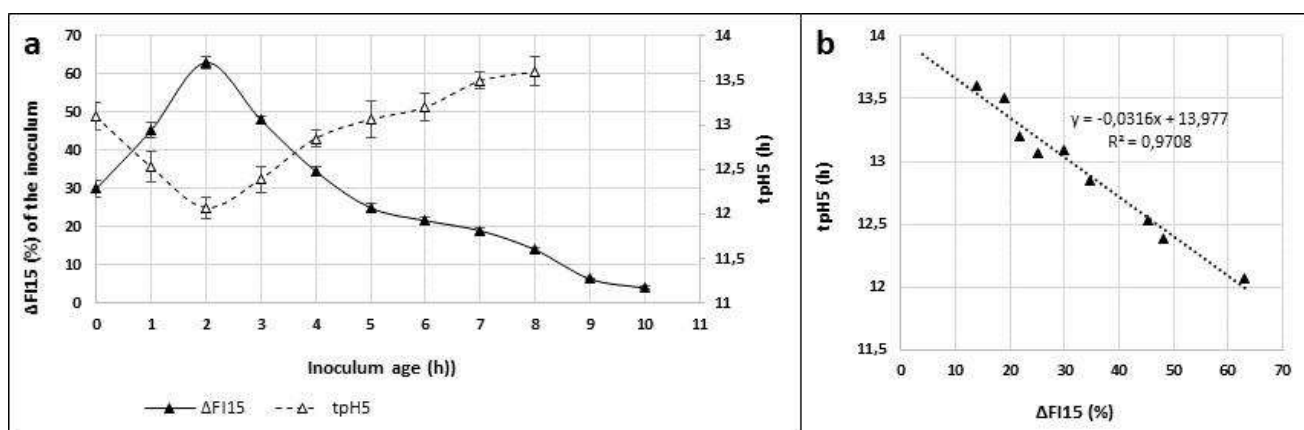 a
70
60
50
40
30
20
10
0
ΔFI15 (%) of the inoculum
14
13,5
13
12,5
12
11,5
11
tpH5 (h)
0 1 2 3 4 5 6 7 8 9 10 11
Inoculum age (h))
ΔFI15 tpH5
b
14
13,5
13
12,5
12
11,5
tpH5 (h)
y = -0,0316x + 13,977
R² = 0,9708
0 10 20 30 40 50 60 70
ΔFI15 (%)